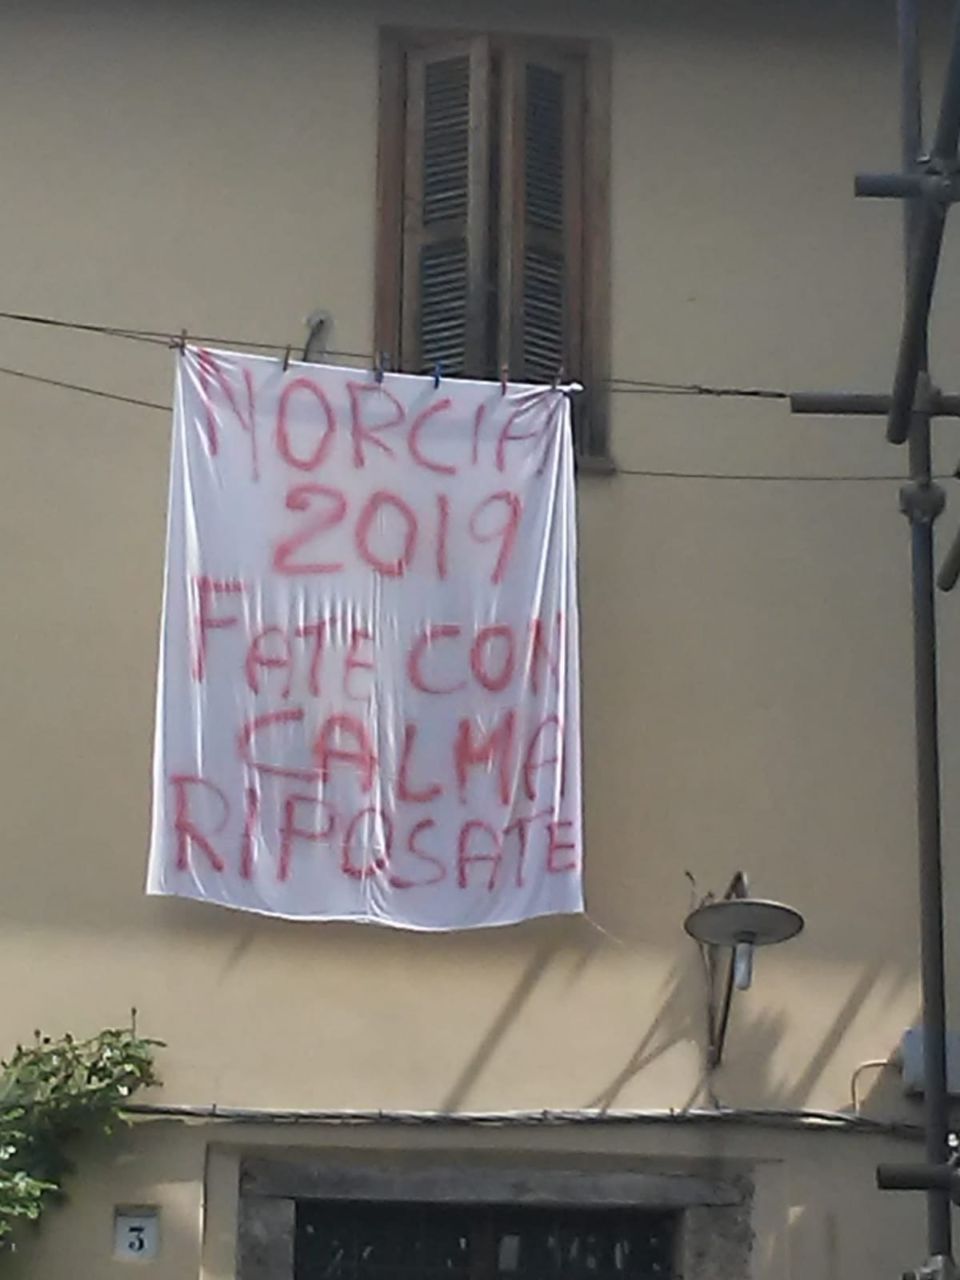 NORCIA
2019
FATE CON
CALMA
RIPOSATE
3